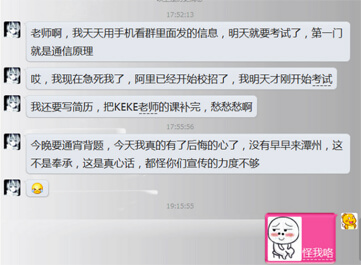 17:52:13
老师啊，我天天用手机看群里面发的信息，明天就要考试了，第一门
就是通信原理
哎，我现在急死我了，阿里已经开始校招了，我明天才刚开始考试
我还要写简历，把KEKE老师的课补完，愁愁愁啊
17:55:56
今晚要通宵背题，今天我真的有了后悔的心了，没有早早来潭州，这
不是奉承，这是真心话，都怪你们宣传的力度不够
19:15:55
怪我咯